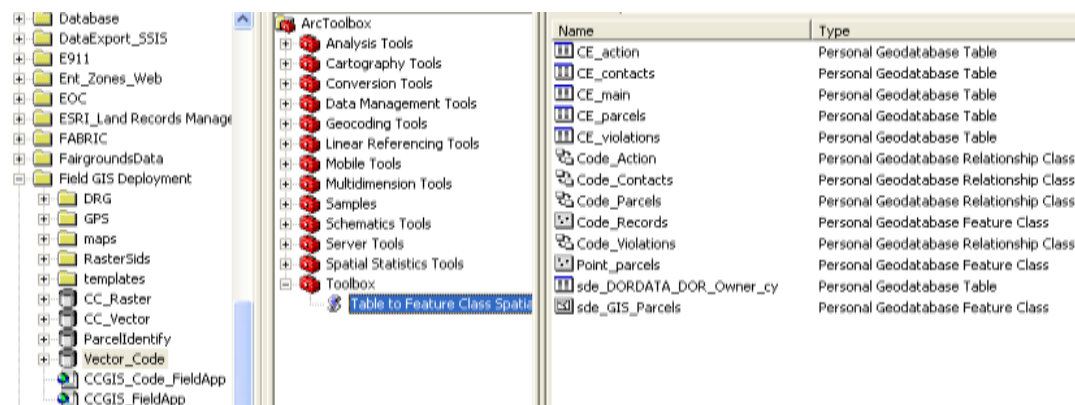 Database
DataExport_SSIS
E911
Ent_Zones_Web
EOC
ESRI_Land Records Manage
FABRIC
FairgroundsData
Field GIS Deployment
DRG
GPS
maps
RasterSids
templates
CC_Raster
CC_Vector
ParcelIdentify
Vector_Code
CCGIS_Code_FieldApp
CCGIS_FieldApp
ArcToolbox
Analysis Tools
Cartography Tools
Conversion Tools
Data Management Tools
Geocoding Tools
Linear Referencing Tools
Mobile Tools
Multidimension Tools
Samples
Schematics Tools
Server Tools
Spatial Statistics Tools
Toolbox
Table to Feature Class Spatia
Name Type
CE_action Personal Geodatabase Table
CE_contacts Personal Geodatabase Table
CE_main Personal Geodatabase Table
CE_parcels Personal Geodatabase Table
CE_violations Personal Geodatabase Table
Code_Action Personal Geodatabase Relationship Class
Code_Contacts Personal Geodatabase Relationship Class
Code_Parcels Personal Geodatabase Relationship Class
Code_Records Personal Geodatabase Feature Class
Code_Violations Personal Geodatabase Relationship Class
Point_parcels Personal Geodatabase Feature Class
sde_DORDATA_DOR_Owner_cy Personal Geodatabase Table
sde_GIS_Parcels Personal Geodatabase Feature Class